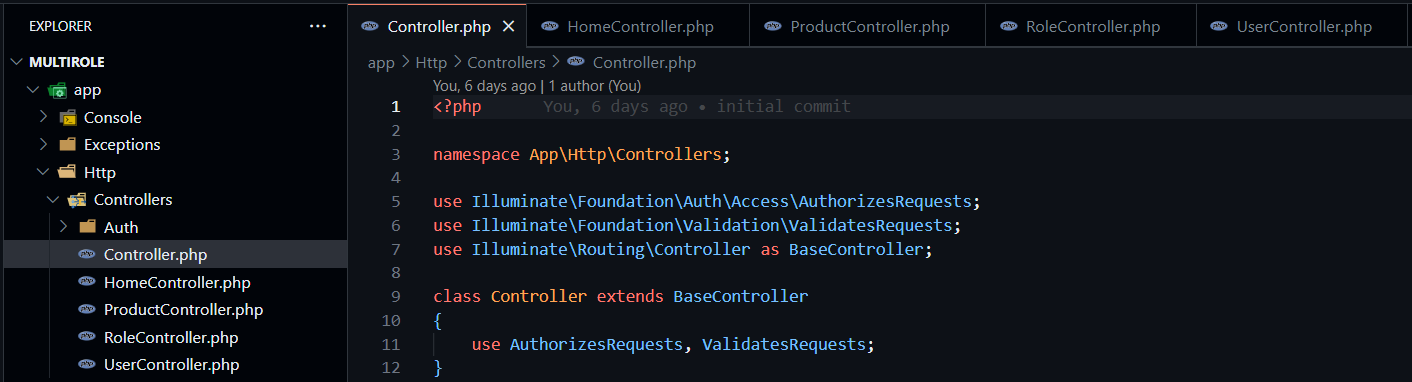 EXPLORER
MULTIROLE
app
Console
Exceptions
Http
Controllers
Auth
Controller.php
HomeController.php
ProductController.php
RoleController.php
UserController.php
Controller.php HomeController.php ProductController.php RoleController.php UserController.php
app > Http > Controllers > Controller.php
You, 6 days ago | 1 author (You)
1 <?php You, 6 days ago • initial commit
2
3 namespace App\Http\Controllers;
4
5 use Illuminate\Foundation\Auth\Access\AuthorizesRequests;
6 use Illuminate\Foundation\Validation\ValidatesRequests;
7 use Illuminate\Routing\Controller as BaseController;
8
9 class Controller extends BaseController
10 {
11 use AuthorizesRequests, ValidatesRequests;
12 }